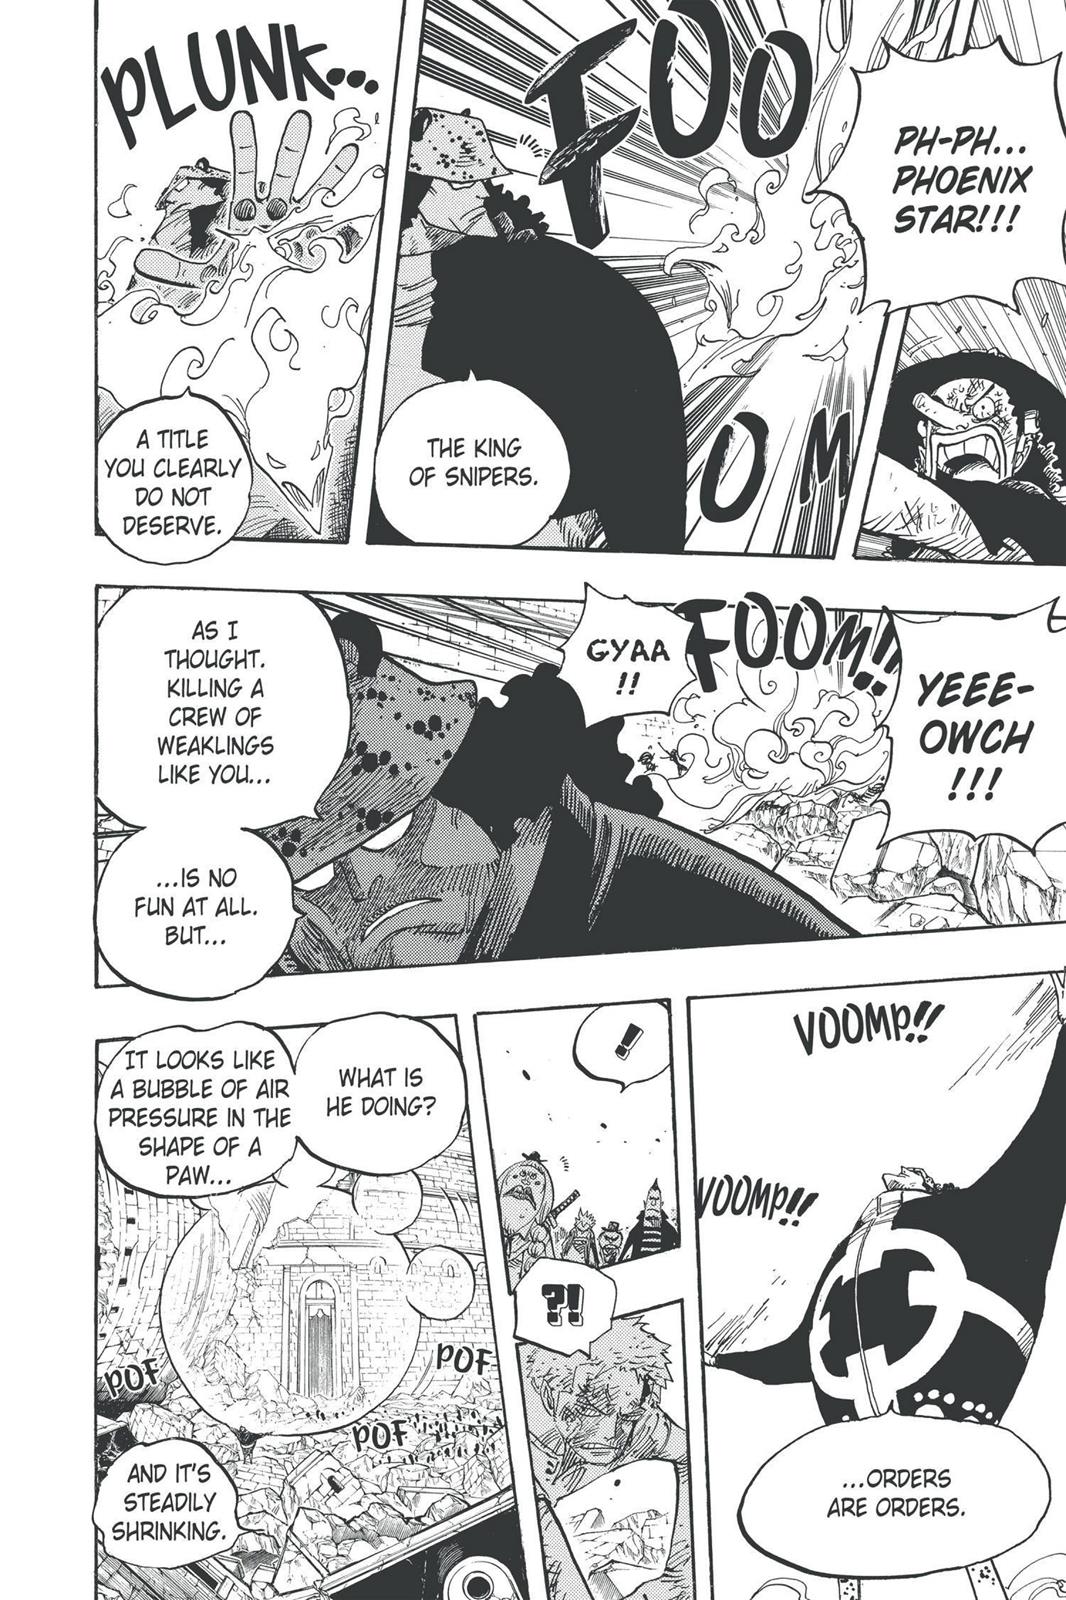 PH-PH...
PHOENIX
STAR!!!
FOO
OM
THE KING
OF SNIPERS.
PLUNK...
A TITLE
YOU CLEARLY
DO NOT
DESERVE.
YEEE-
OWCH
!!!
FOOM!!
GYAA
!!
AS I
THOUGHT.
KILLING A
CREW OF
WEAKLINGS
LIKE YOU...
...IS NO
FUN AT ALL.
BUT...
VOOMP!!
VOOMP!!
...ORDERS
ARE ORDERS.
!
?!
WHAT IS
HE DOING?
IT LOOKS LIKE
A BUBBLE OF AIR
PRESSURE IN THE
SHAPE OF A
PAW...
POF
POF
POF
AND IT'S
STEADILY
SHRINKING.